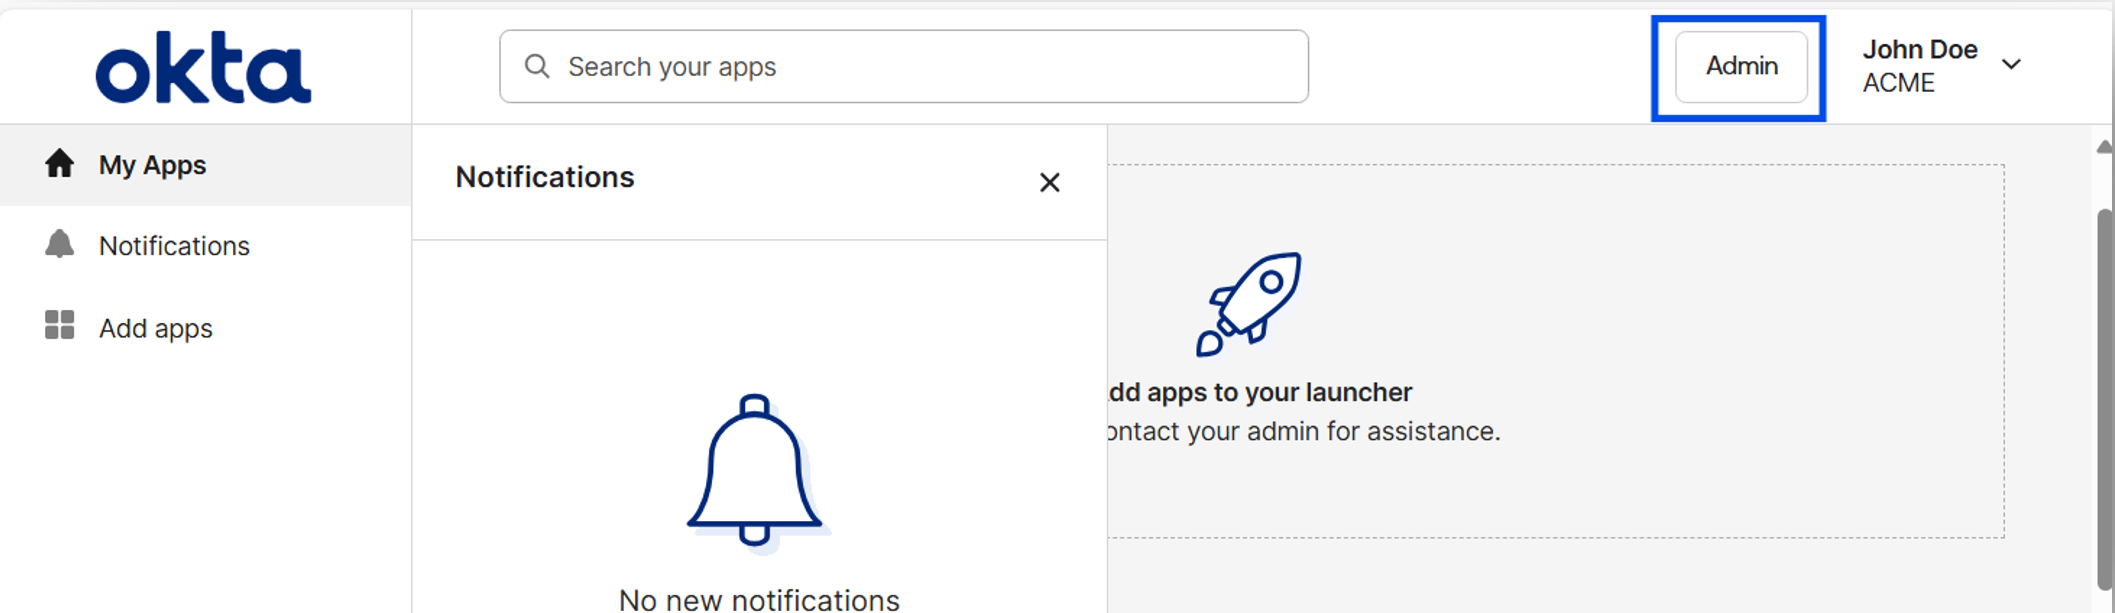 okta
Search your apps
Admin
John Doe
ACME
My Apps
Notifications
Add apps
Notifications
No new notifications
dd apps to your launcher
ontact your admin for assistance.